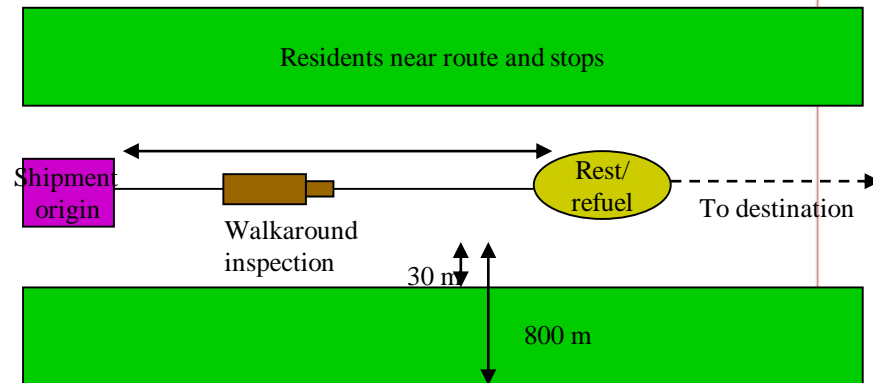 Residents near route and stops
Shipment
origin
Rest/
refuel
To destination
Walkaround
inspection
30 m
800 m